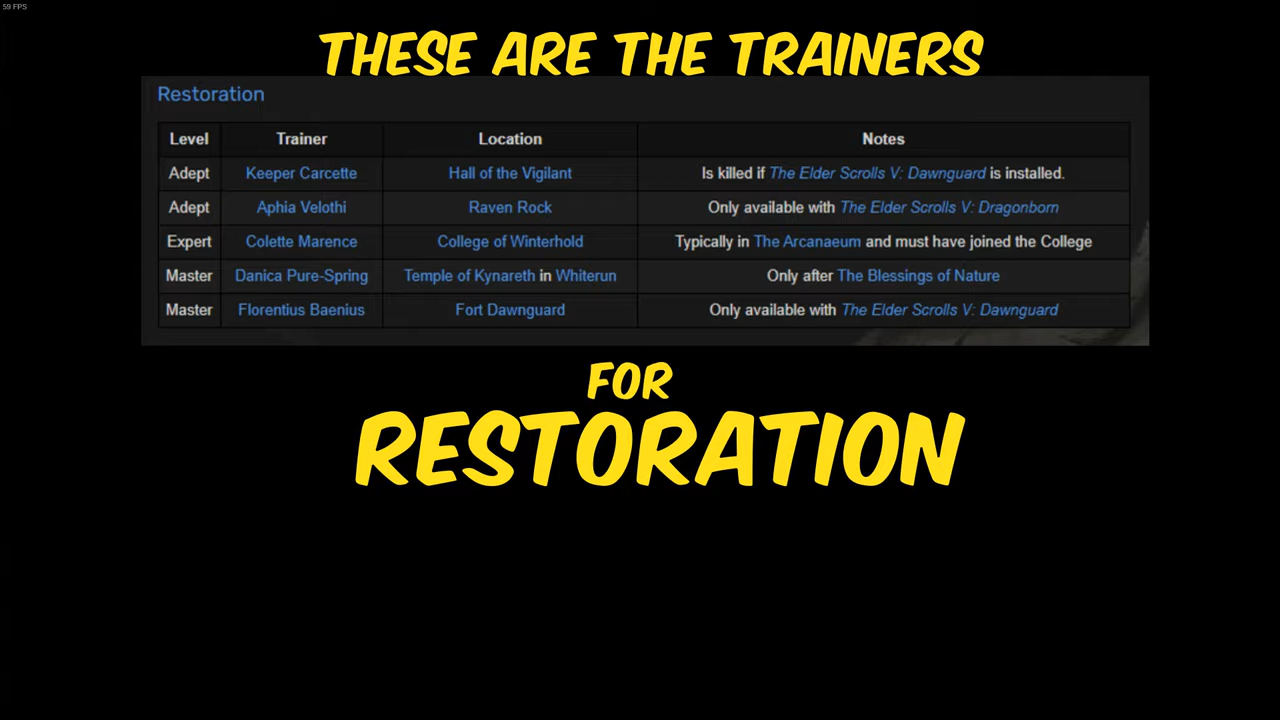 59 FPS
THESE ARE THE TRAINERS
Restoration
Level Trainer Location Notes
Adept Keeper Carcette Hall of the Vigilant Is killed if The Elder Scrolls V: Dawnguard is installed.
Adept Aphia Velothi Raven Rock Only available with The Elder Scrolls V: Dragonborn
Expert Colette Marence College of Winterhold Typically in The Arcanaeum and must have joined the College
Master Danica Pure-Spring Temple of Kynareth in Whiterun Only after The Blessings of Nature
Master Florentius Baenius Fort Dawnguard Only available with The Elder Scrolls V: Dawnguard
FOR
RESTORATION